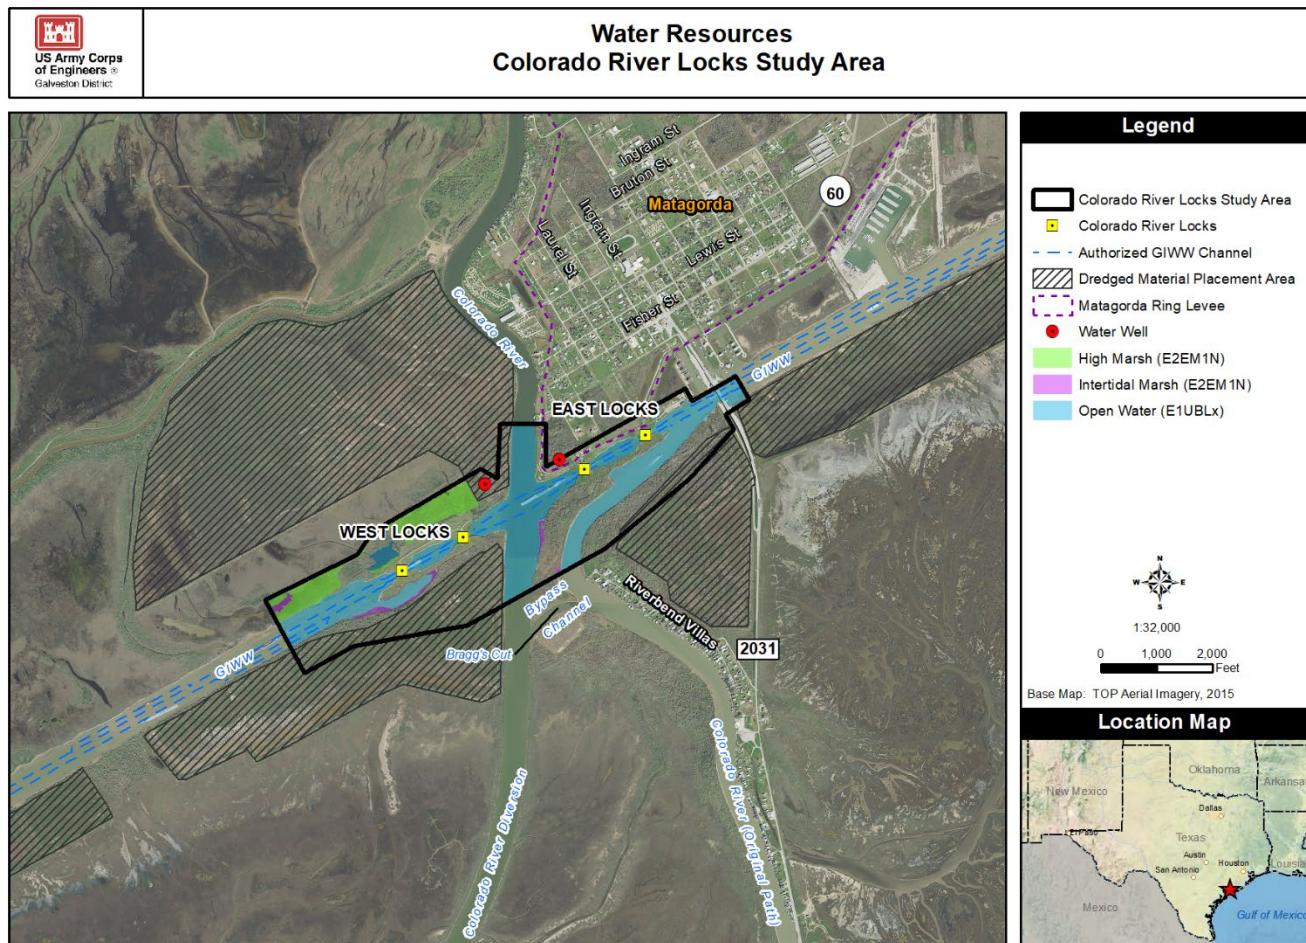 US Army Corps
of Engineers ®
Galveston District
Water Resources
Colorado River Locks Study Area
Ingram St
Bruton St
60
Matagorda
Laurel St
Ingram St
Lewis St
Fisher St
Colorado River
GIWW
EAST LOCKS
WEST LOCKS
Bypass
Channel
Riverbend Villas
Bragg's Cut
2031
GIWW
Colorado River Diversion
Colorado River (Original Path)
Legend
Colorado River Locks Study Area
Colorado River Locks
Authorized GIWW Channel
Dredged Material Placement Area
Matagorda Ring Levee
Water Well
High Marsh (E2EM1N)
Intertidal Marsh (E2EM1N)
Open Water (E1UBLx)
N
W E
S
1:32,000
0 1,000 2,000
Feet
Base Map: TOP Aerial Imagery, 2015
Location Map
Oklahoma
Arkansa
New Mexico
Dallas
El Paso
Texas
Austin
Houston
Louisia
San Antonio
Mexico
Gulf of Mexico